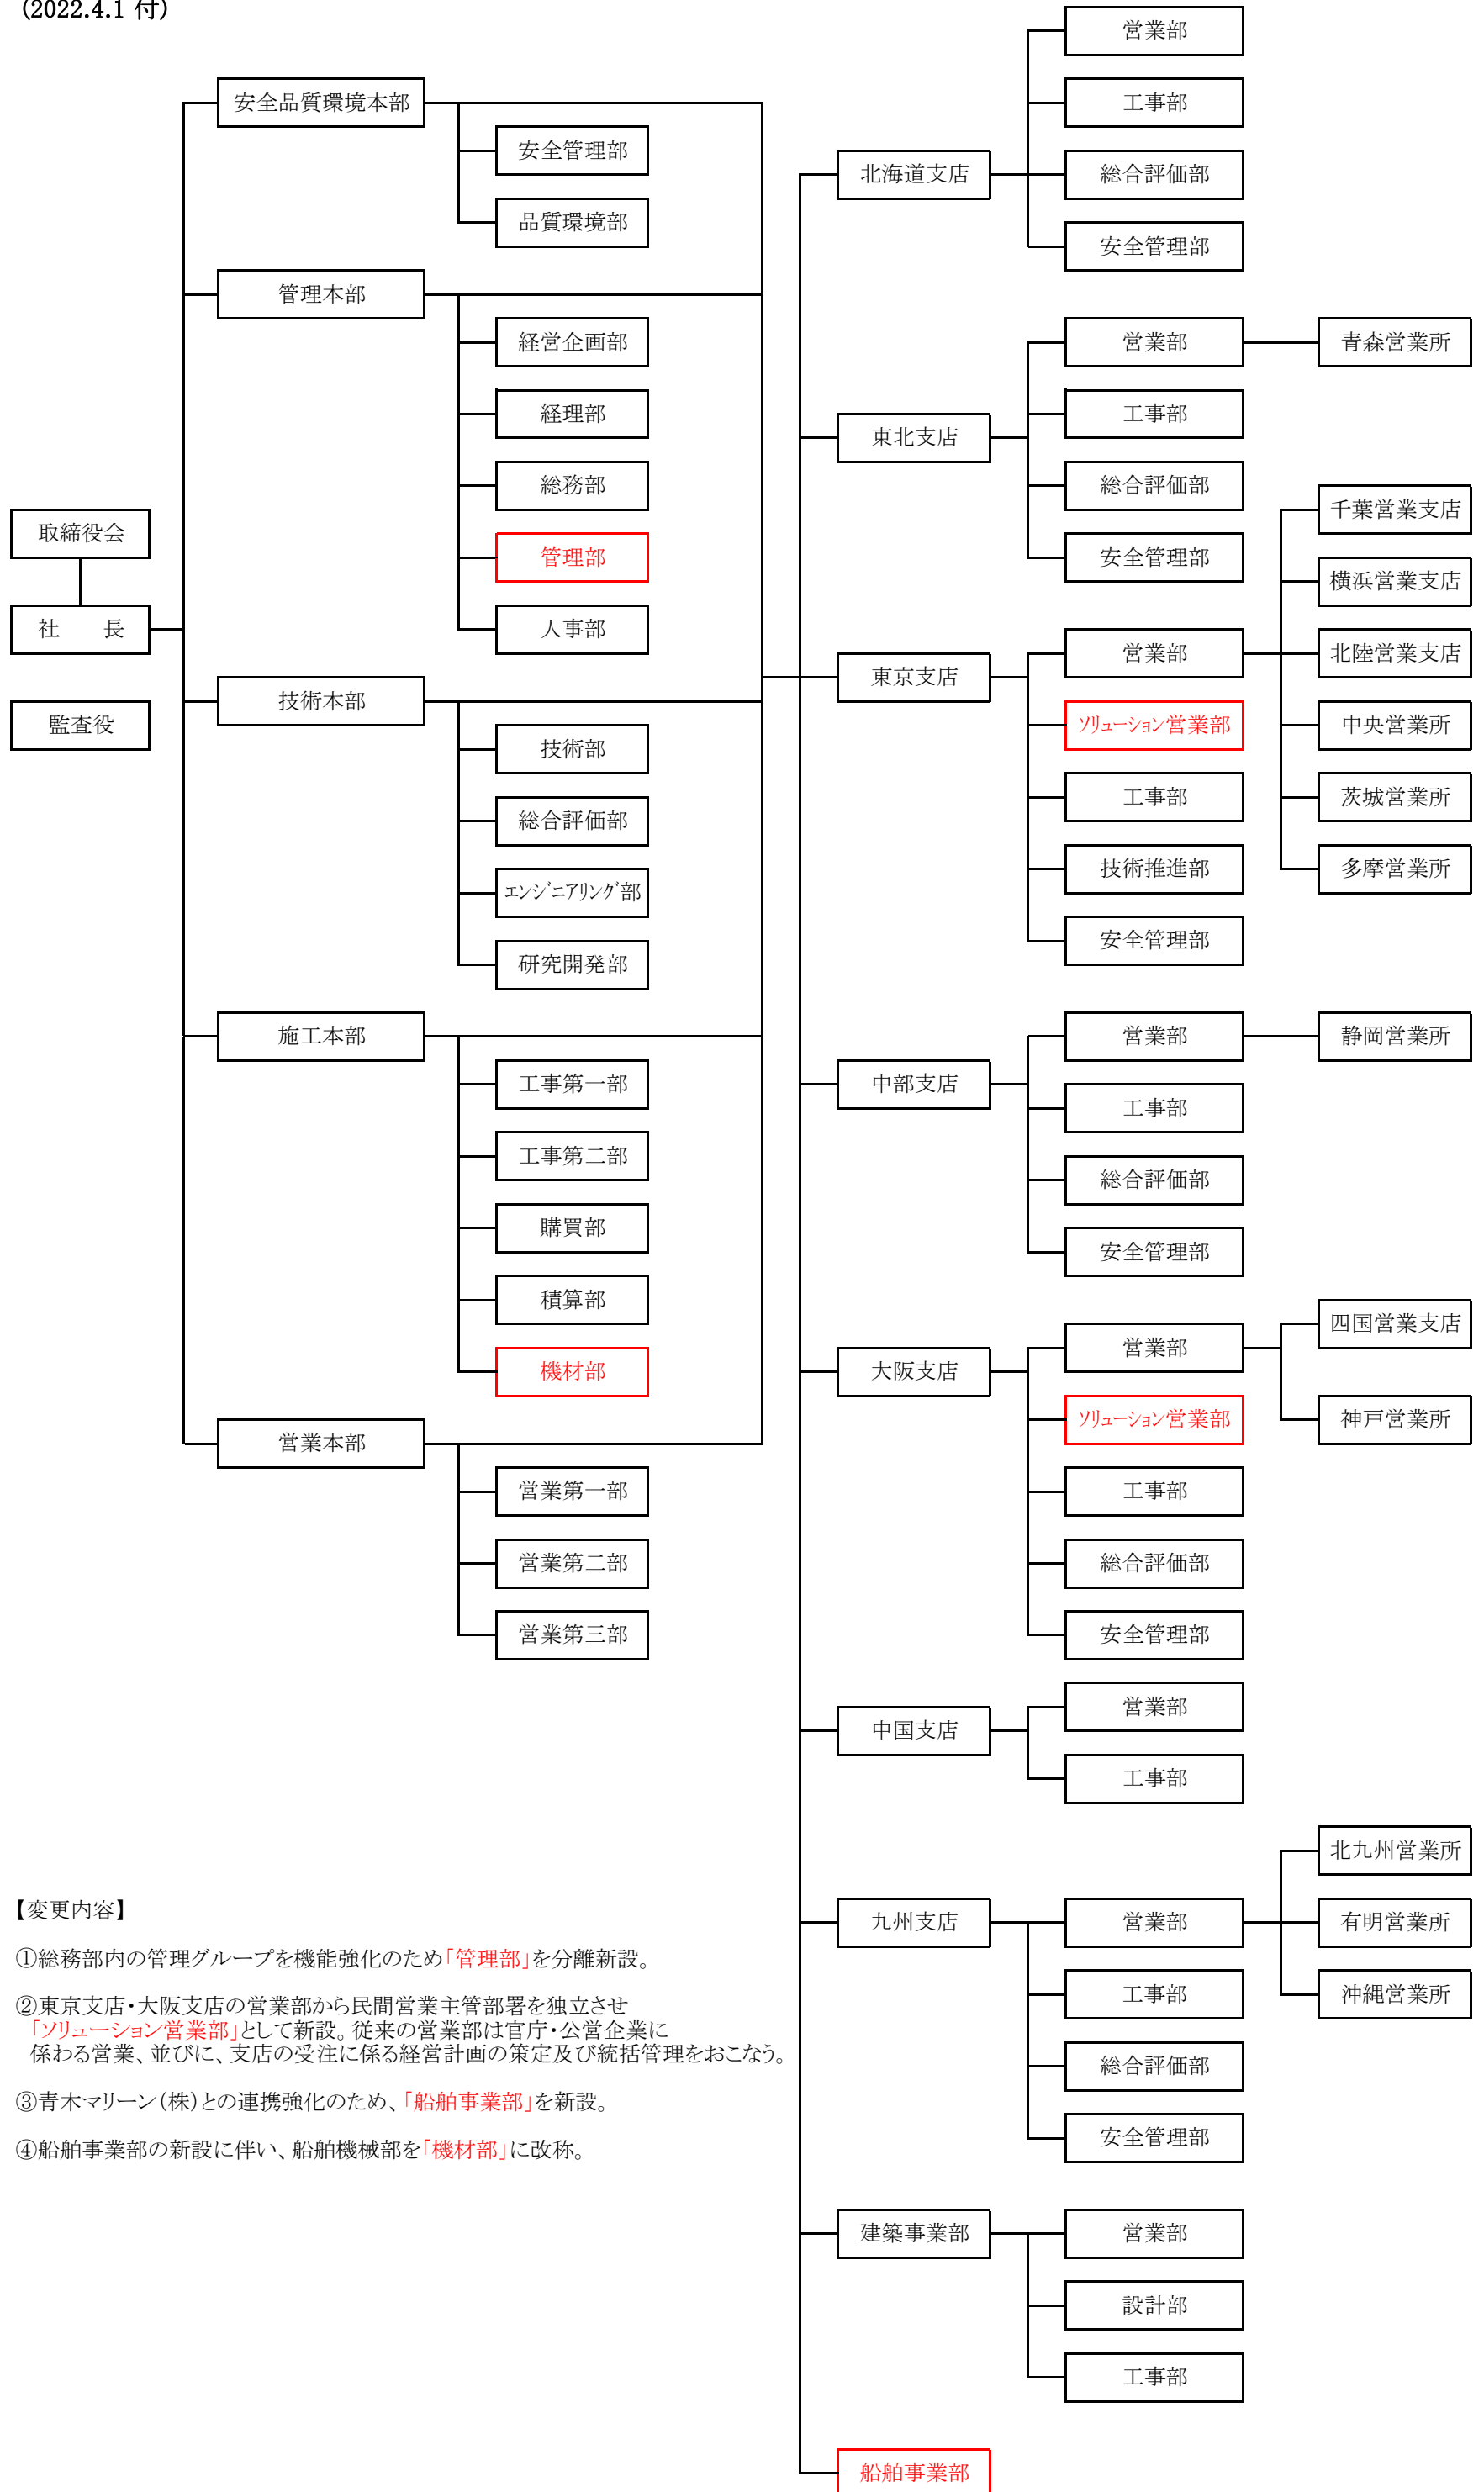 (2022.4.1 付)
取締役会
社　　長
監査役
安全品質環境本部
安全管理部
品質環境部
管理本部
経営企画部
経理部
総務部
管理部
人事部
技術本部
技術部
総合評価部
ｴﾝｼﾞﾆｱﾘﾝｸﾞ部
研究開発部
施工本部
工事第一部
工事第二部
購買部
積算部
機材部
営業本部
営業第一部
営業第二部
営業第三部
北海道支店
営業部
工事部
総合評価部
安全管理部
東北支店
営業部
青森営業所
工事部
総合評価部
安全管理部
東京支店
営業部
千葉営業支店
横浜営業支店
北陸営業支店
中央営業所
茨城営業所
多摩営業所
ｿﾘｭｰｼｮﾝ営業部
工事部
技術推進部
安全管理部
中部支店
営業部
静岡営業所
工事部
総合評価部
安全管理部
大阪支店
営業部
四国営業支店
神戸営業所
ｿﾘｭｰｼｮﾝ営業部
工事部
総合評価部
安全管理部
中国支店
営業部
工事部
九州支店
営業部
北九州営業所
有明営業所
沖縄営業所
工事部
総合評価部
安全管理部
建築事業部
営業部
設計部
工事部
船舶事業部
【変更内容】
①総務部内の管理グループを機能強化のため「管理部」を分離新設。
②東京支店・大阪支店の営業部から民間営業主管部署を独立させ
「ソリューション営業部」として新設。従来の営業部は官庁・公営企業に
係わる営業、並びに、支店の受注に係る経営計画の策定及び統括管理をおこなう。
③青木マリーン（株）との連携強化のため、「船舶事業部」を新設。
④船舶事業部の新設に伴い、船舶機械部を「機材部」に改称。